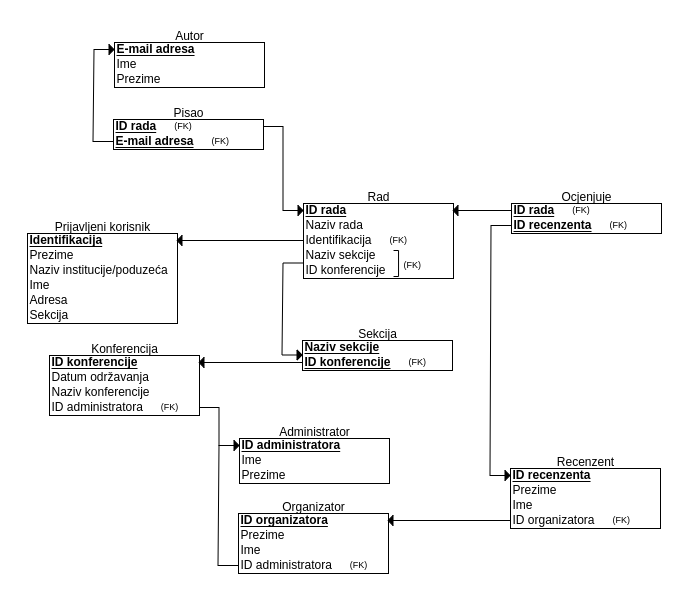 Autor
E-mail adresa
Ime
Prezime
Pisao
ID rada (FK)
E-mail adresa (FK)
Rad
ID rada
Naziv rada
Identifikacija (FK)
Naziv sekcije
ID konferencije (FK)
Ocjenjuje
ID rada (FK)
ID recenzenta (FK)
Prijavljeni korisnik
Identifikacija
Prezime
Naziv institucije/poduzeća
Ime
Adresa
Sekcija
Sekcija
Naziv sekcije
ID konferencije (FK)
Konferencija
ID konferencije
Datum održavanja
Naziv konferencije
ID administratora (FK)
Administrator
ID administratora
Ime
Prezime
Recenzent
ID recenzenta
Prezime
Ime
ID organizatora (FK)
Organizator
ID organizatora
Prezime
Ime
ID administratora (FK)